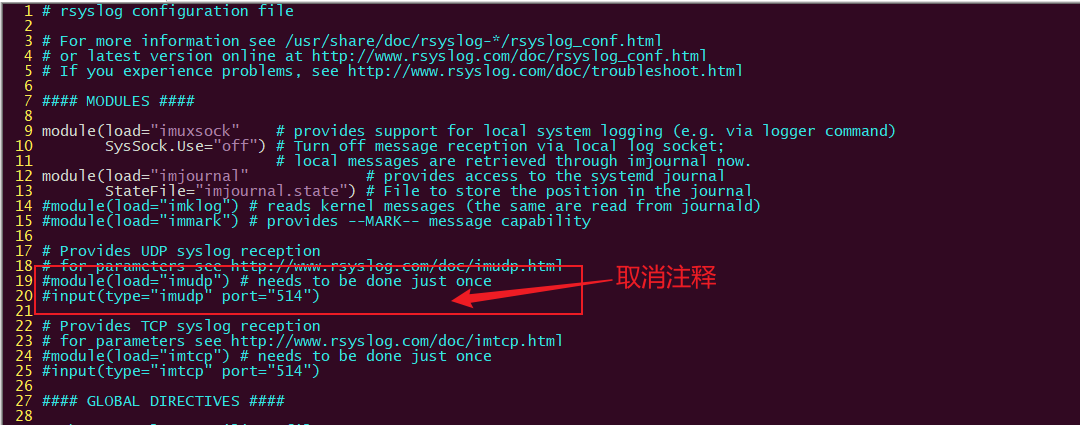 1 # rsyslog configuration file
2
3 # For more information see /usr/share/doc/rsyslog-*/rsyslog_conf.html
4 # or latest version online at http://www.rsyslog.com/doc/rsyslog_conf.html
5 # If you experience problems, see http://www.rsyslog.com/doc/troubleshoot.html
6
7 #### MODULES ####
8
9 module(load="imuxsock"    # provides support for local system logging (e.g. via logger command)
10        SysSock.Use="off") # Turn off message reception via local log socket;
11                           # local messages are retrieved through imjournal now.
12 module(load="imjournal"             # provides access to the systemd journal
13        StateFile="imjournal.state") # File to store the position in the journal
14 #module(load="imklog") # reads kernel messages (the same are read from journald)
15 #module(load="immark") # provides --MARK-- message capability
16
17 # Provides UDP syslog reception
18 # for parameters see http://www.rsyslog.com/doc/imudp.html
19 #module(load="imudp") # needs to be done just once
取消注释
20 #input(type="imudp" port="514")
21
22 # Provides TCP syslog reception
23 # for parameters see http://www.rsyslog.com/doc/imtcp.html
24 #module(load="imtcp") # needs to be done just once
25 #input(type="imtcp" port="514")
26
27 #### GLOBAL DIRECTIVES ####
28